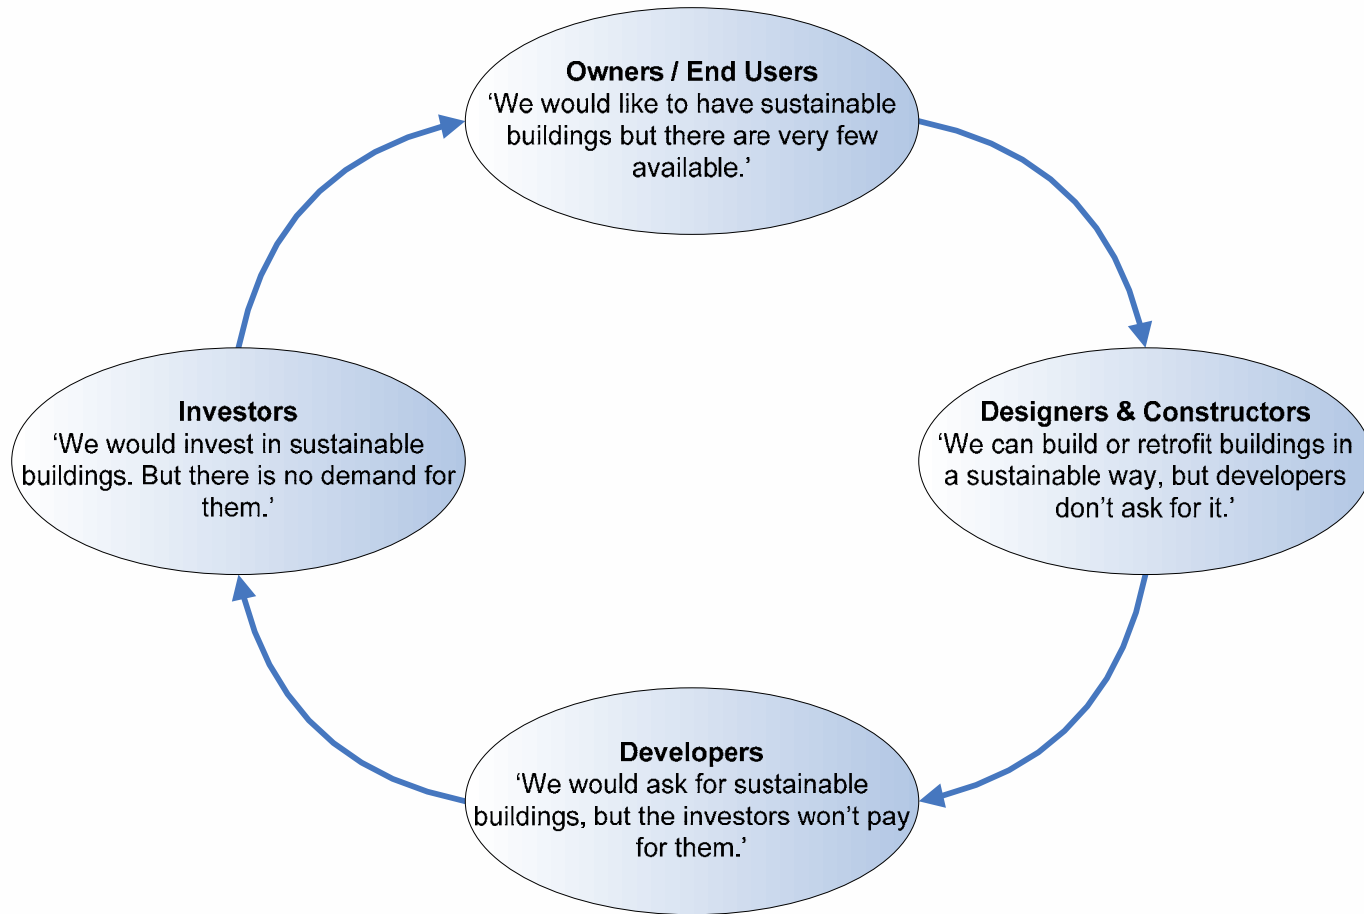 Owners / End Users
‘We would like to have sustainable
buildings but there are very few
available.’
Investors
‘We would invest in sustainable
buildings. But there is no demand for
them.’
Designers & Constructors
‘We can build or retrofit buildings in
a sustainable way, but developers
don’t ask for it.’
Developers
‘We would ask for sustainable
buildings, but the investors won’t pay
for them.’